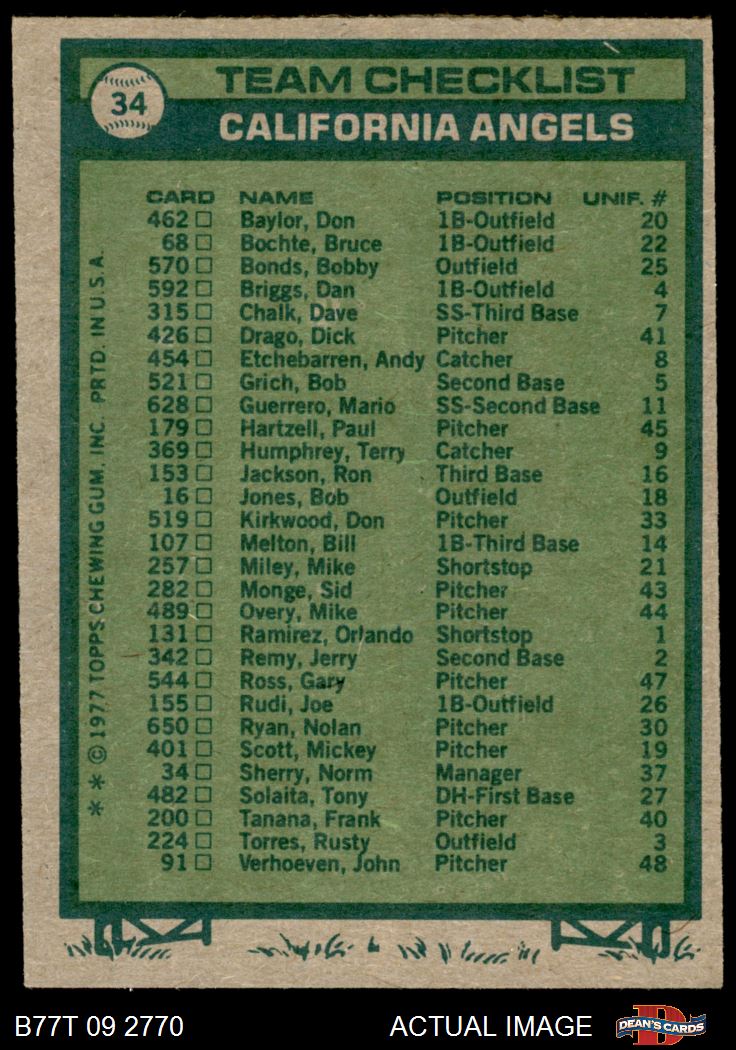 34
TEAM CHECKLIST
CALIFORNIA ANGELS
CARD NAME POSITION UNIF. #
462 Baylor, Don 1B-Outfield 20
68 Bochte, Bruce 1B-Outfield 22
570 Bonds, Bobby Outfield 25
592 Briggs, Dan 1B-Outfield 4
315 Chalk, Dave SS-Third Base 7
426 Drago, Dick Pitcher 41
454 Etchebarren, Andy Catcher 8
521 Grich, Bob Second Base 5
628 Guerrero, Mario SS-Second Base 11
179 Hartzell, Paul Pitcher 45
369 Humphrey, Terry Catcher 9
153 Jackson, Ron Third Base 16
16 Jones, Bob Outfield 18
519 Kirkwood, Don Pitcher 33
107 Melton, Bill 1B-Third Base 14
257 Miley, Mike Shortstop 21
282 Monge, Sid Pitcher 43
489 Overy, Mike Pitcher 44
131 Ramirez, Orlando Shortstop 1
342 Remy, Jerry Second Base 2
544 Ross, Gary Pitcher 47
155 Rudi, Joe 1B-Outfield 26
650 Ryan, Nolan Pitcher 30
401 Scott, Mickey Pitcher 19
34 Sherry, Norm Manager 37
482 Solaita, Tony DH-First Base 27
200 Tanana, Frank Pitcher 40
224 Torres, Rusty Outfield 3
91 Verhoeven, John Pitcher 48
* * © 1977 TOPPS CHEWING GUM, INC. PRTD. IN U.S.A.
B77T 09 2770 ACTUAL IMAGE
DEAN'S CARDS